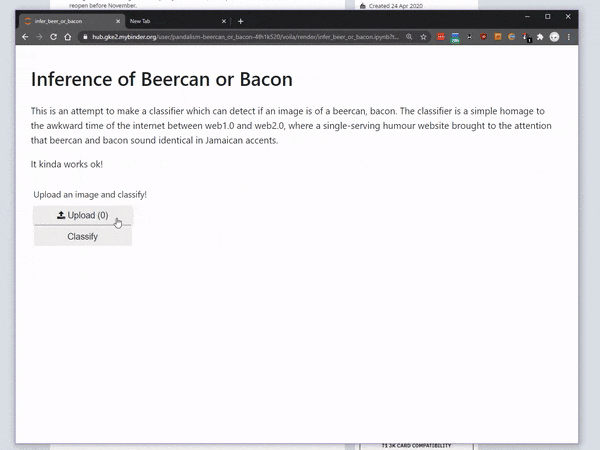 reopen before November.
Created 24 Apr 2020
infer_beer_or_bacon
New Tab
hub.gke2.mybinder.org/user/pandalism-beercan_or_bacon-4fh1k520/voila/render/infer_beer_or_bacon.ipynb?t...
Inference of Beercan or Bacon
This is an attempt to make a classifier which can detect if an image is of a beercan, bacon. The classifier is a simple homage to
the awkward time of the internet between web1.0 and web2.0, where a single-serving humour website brought to the attention
that beercan and bacon sound identical in Jamaican accents.
It kinda works ok!
Upload an image and classify!
Upload (0)
Classify
T1 3K CARD COMPATIBILITY